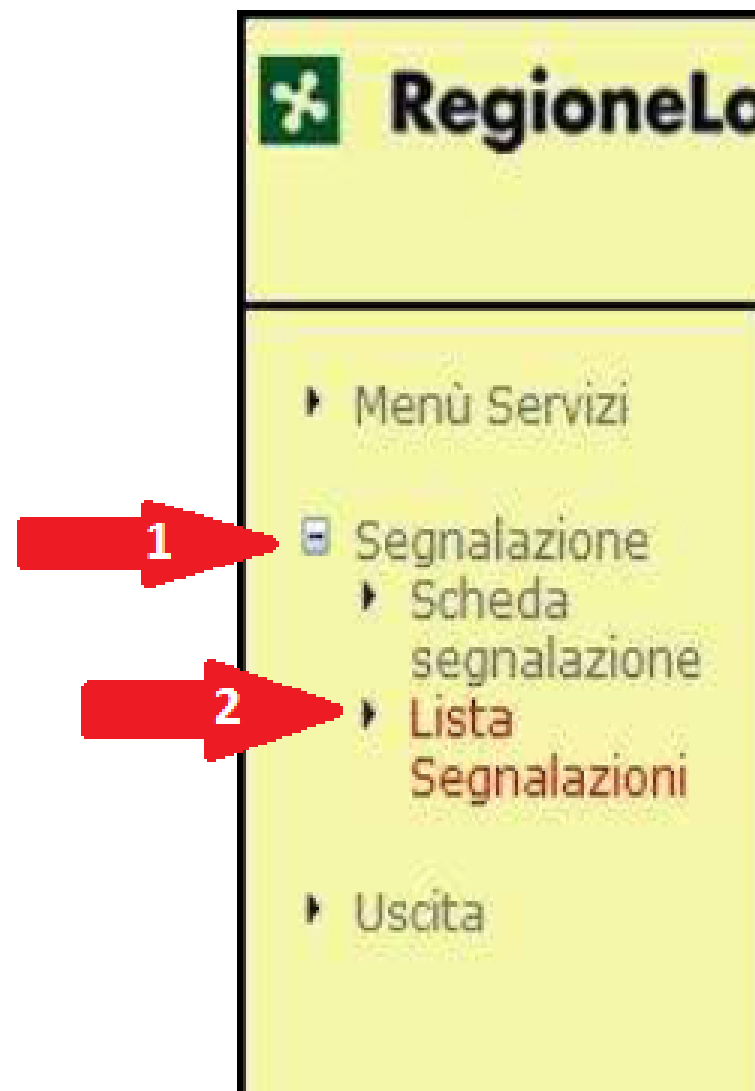 RegioneLo
Menù Servizi
1
Segnalazione
Scheda
segnalazione
2
Lista
Segnalazioni
Uscita